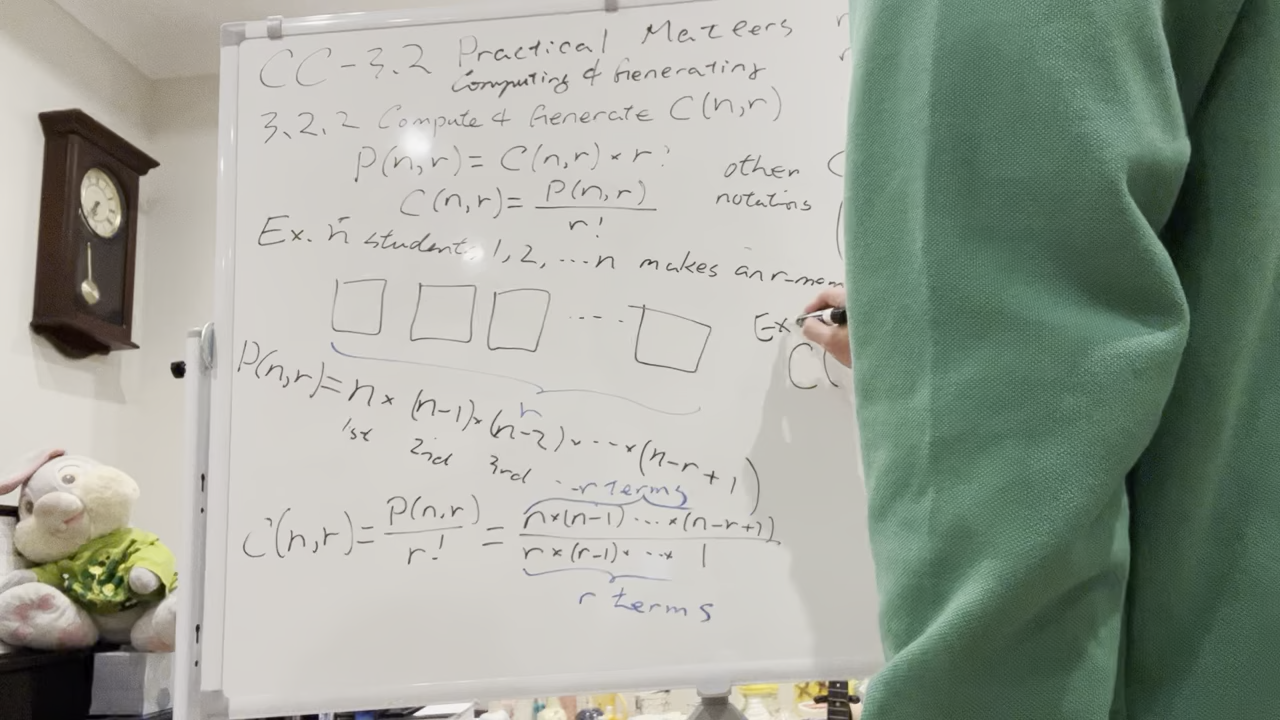 CC-3.2 Practical Mateers
Computing & Generating
3.2.2 Compute & Generate C(n,r)
P(n,r) = C(n,r) × r!
other
C(n,r) = P(n,r) / r!
notations
Ex. n students, 1, 2, ... n makes an r-mem
Ex
C(
P(n,r) = n × (n-1) × (n-2) × ... × (n-r+1)
r
1st 2nd 3rd ...
r terms
C(n,r) = P(n,r) / r! = n×(n-1) ... ×(n-r+1) / r×(r-1)× ... × 1
r terms